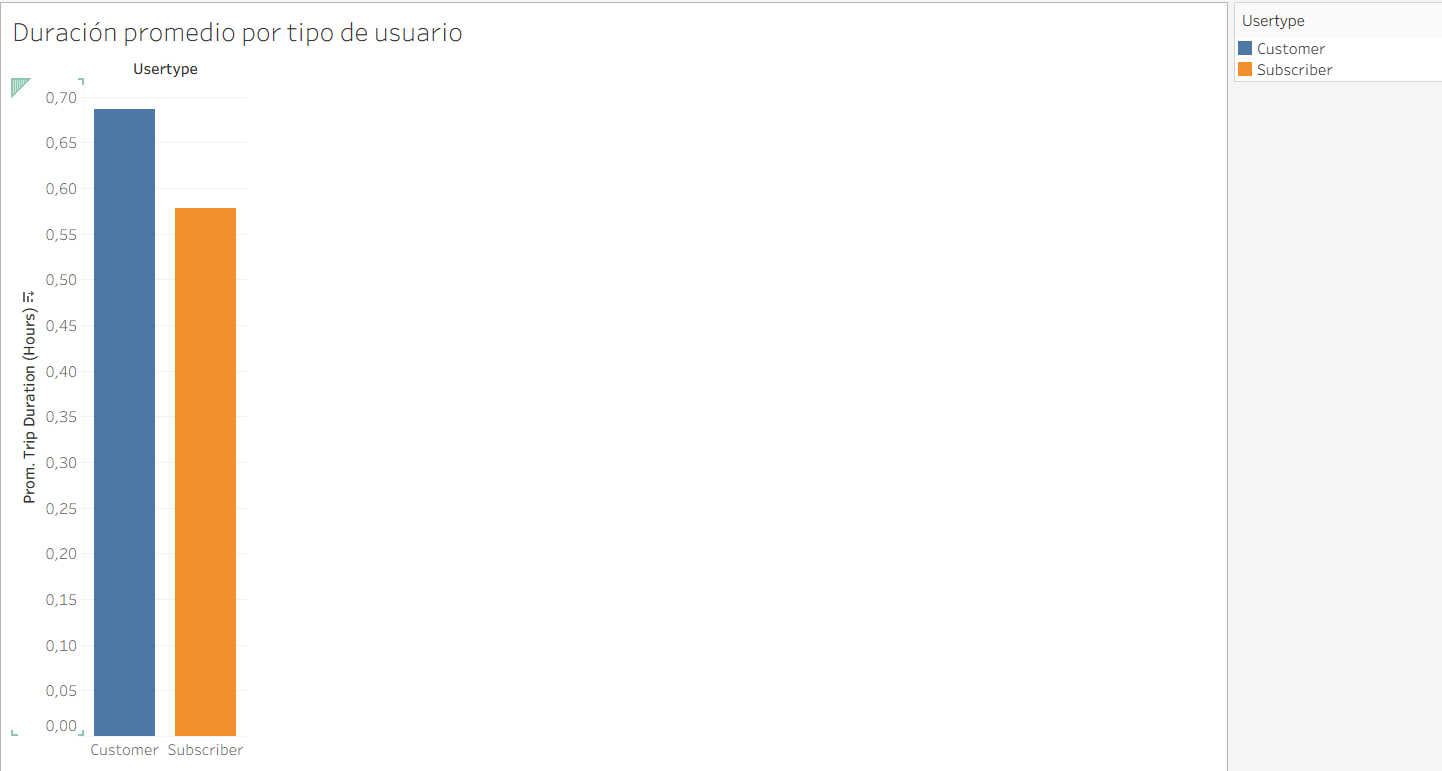 Duración promedio por tipo de usuario
Usertype
0,70
0,65
0,60
0,55
0,50
0,45
0,40
0,35
0,30
0,25
0,20
0,15
0,10
0,05
0,00
Prom. Trip Duration (Hours)
Customer
Subscriber
Usertype
Customer
Subscriber